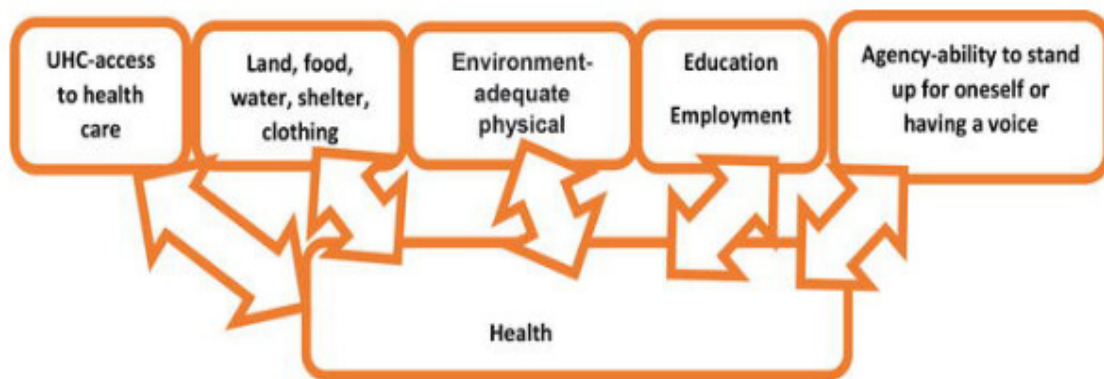 UHC-access
to health
care
Land, food,
water, shelter,
clothing
Environment-
adequate
physical
Education
Employment
Agency-ability to stand
up for oneself or
having a voice
Health